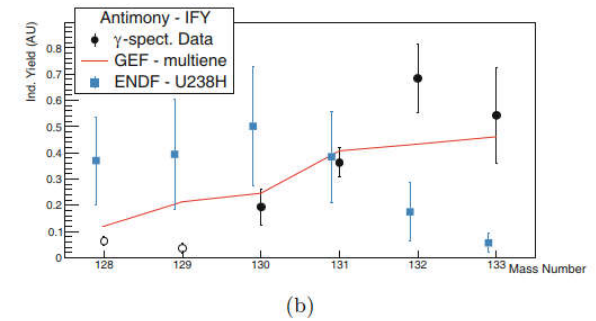 Antimony - IFY
γ-spect. Data
GEF - multiene
ENDF - U238H
Ind. Yield (AU)
0.8
0.7
0.6
0.5
0.4
0.3
0.2
0.1
0
128 129 130 131 132 133 Mass Number
(b)